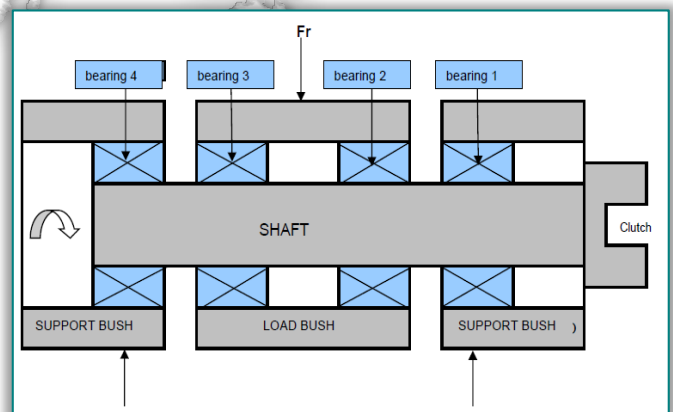 Fr
bearing 4
bearing 3
bearing 2
bearing 1
SHAFT
Clutch
SUPPORT BUSH
LOAD BUSH
SUPPORT BUSH )